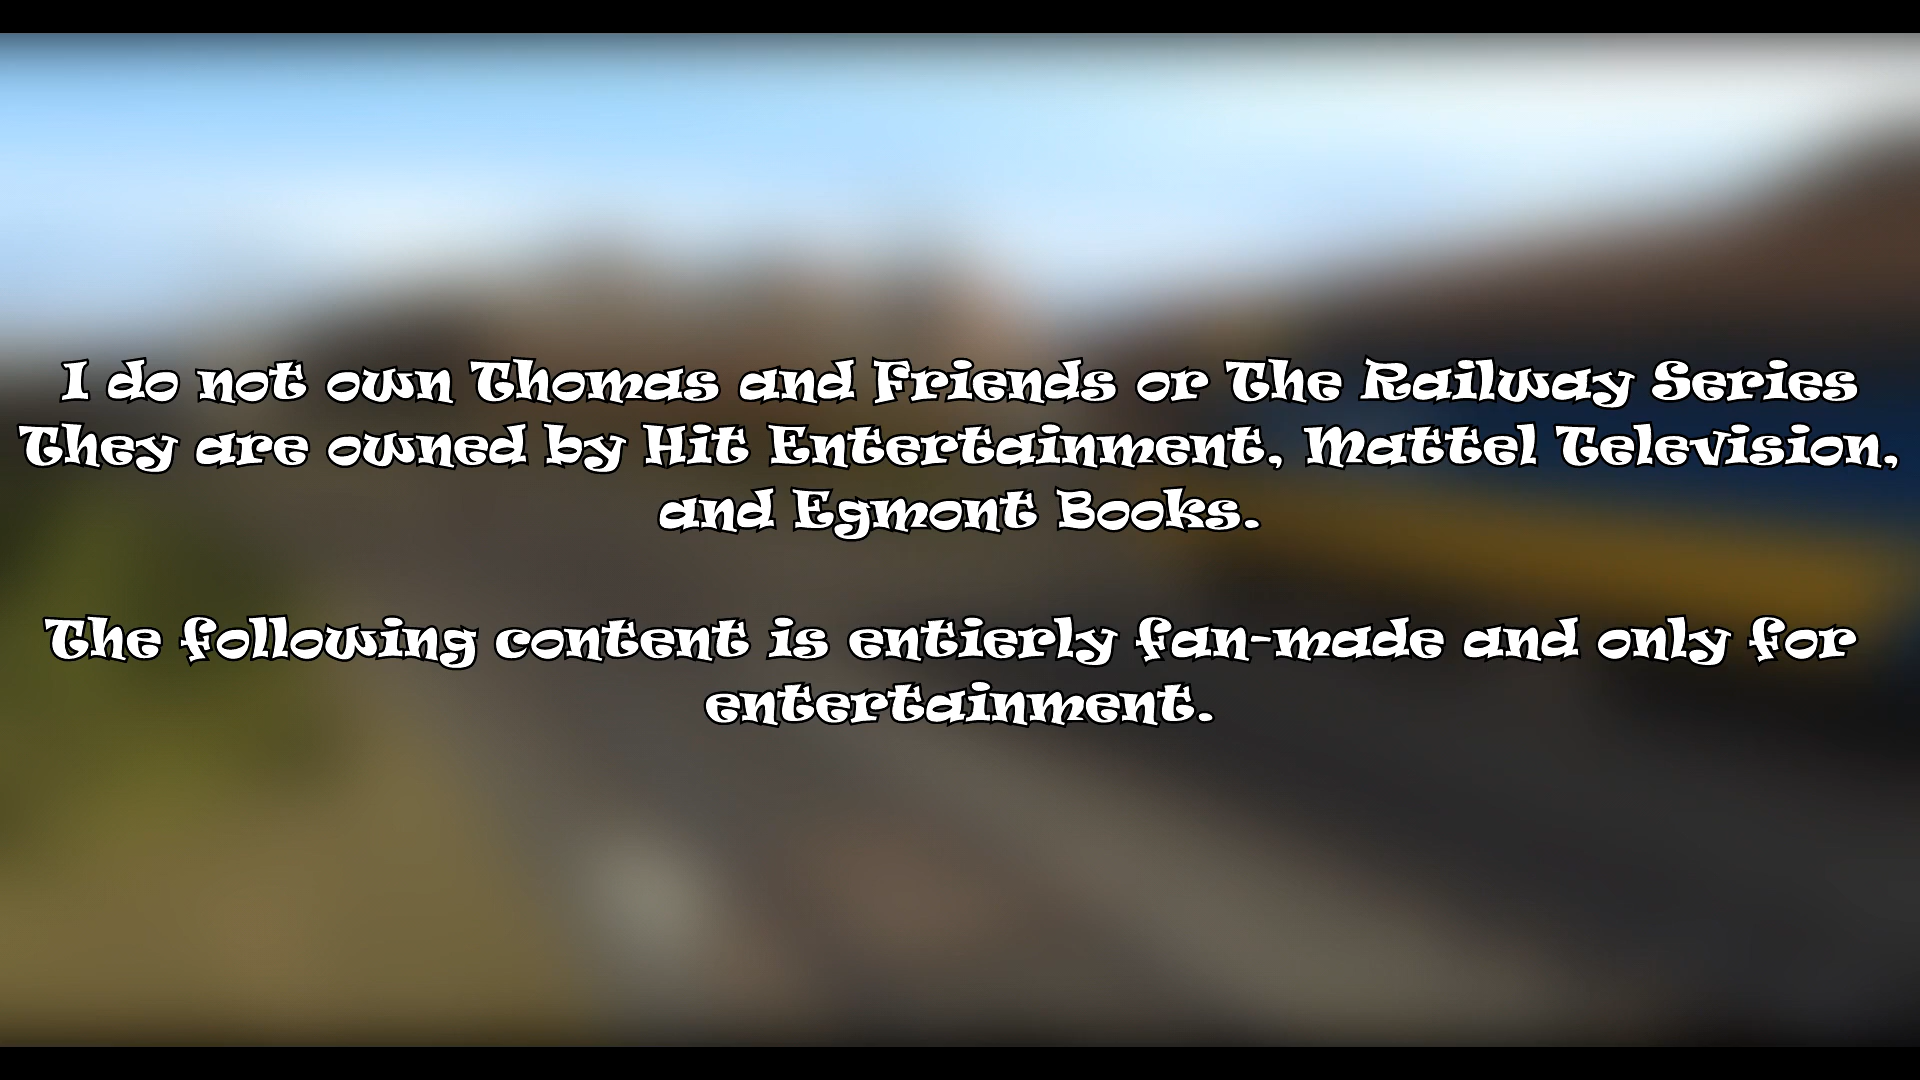 I do not own Thomas and Friends or The Railway Series
They are owned by Hit Entertainment, Mattel Television,
and Egmont Books.
The following content is entierly fan-made and only for
entertainment.